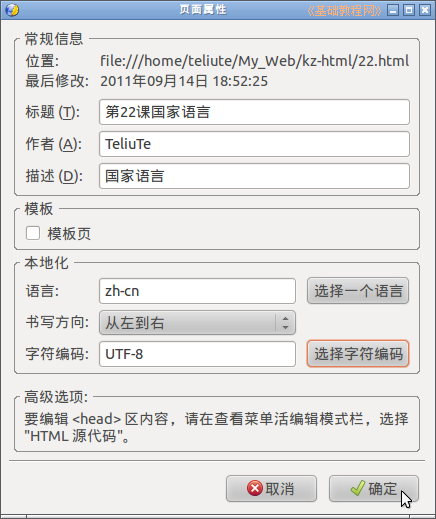 页面属性
《基础教程网》
常规信息
位置: file:///home/teliute/My_Web/kz-html/22.html
最后修改: 2011年09月14日 18:52:25
标题 (T): 第22课国家语言
作者 (A): TeliuTe
描述 (D): 国家语言
模板
模板页
本地化
语言: zh-cn 选择一个语言
书写方向: 从左到右
字符编码: UTF-8 选择字符编码
高级选项:
要编辑 <head> 区内容，请在查看菜单活编辑模式栏，选择
"HTML 源代码"。
取消 确定